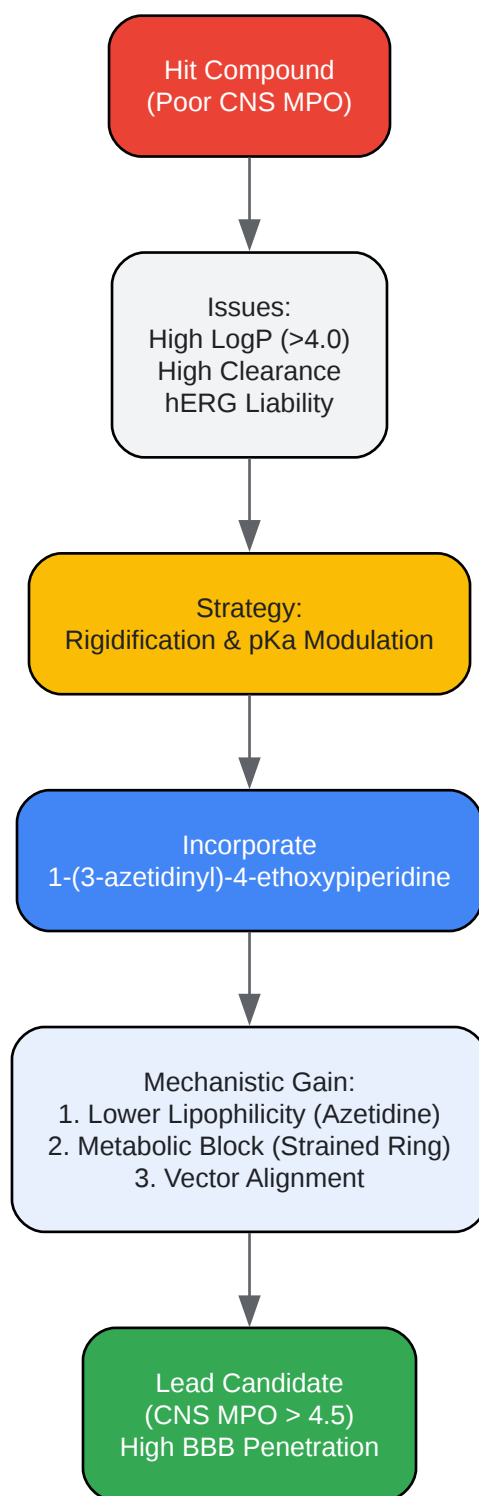 Hit Compound
(Poor CNS MPO)
Issues:
High LogP (>4.0)
High Clearance
hERG Liability
Strategy:
Rigidification & pKa Modulation
Incorporate
1-(3-azetidinyl)-4-ethoxypiperidine
Mechanistic Gain:
1. Lower Lipophilicity (Azetidine)
2. Metabolic Block (Strained Ring)
3. Vector Alignment
Lead Candidate
(CNS MPO > 4.5)
High BBB Penetration